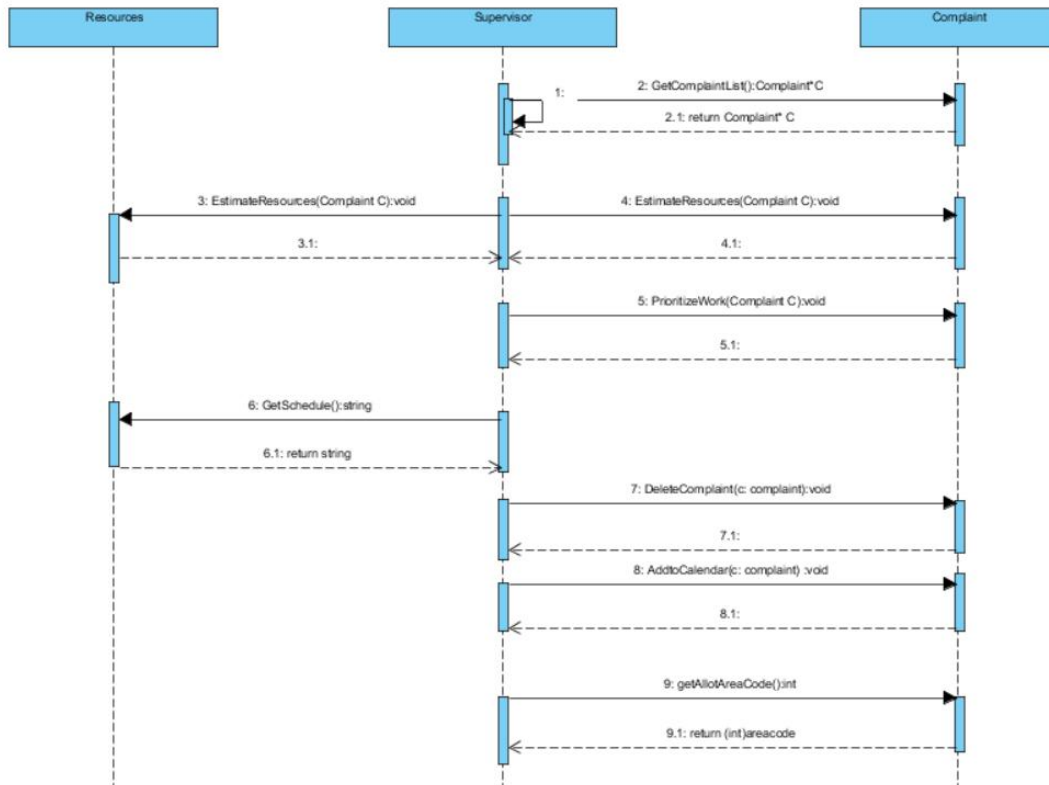 Resources
Supervisor
Complaint
1:
2: GetComplaintList():Complaint*C
2.1: return Complaint* C
3: EstimateResources(Complaint C):void
4: EstimateResources(Complaint C):void
3.1:
4.1:
5: PrioritizeWork(Complaint C):void
5.1:
6: GetSchedule():string
6.1: return string
7: DeleteComplaint(c: complaint):void
7.1:
8: AddtoCalendar(c: complaint) :void
8.1:
9: getAllotAreaCode():int
9.1: return (int)areacode